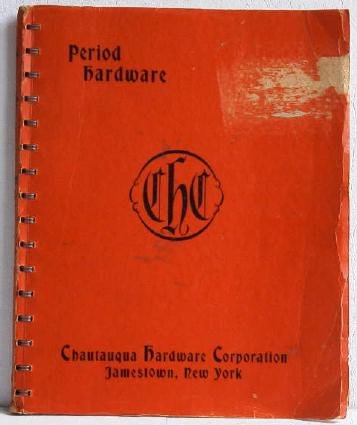 Period
Hardware
ChC
Chautauqua Hardware Corporation
Jamestown, New York